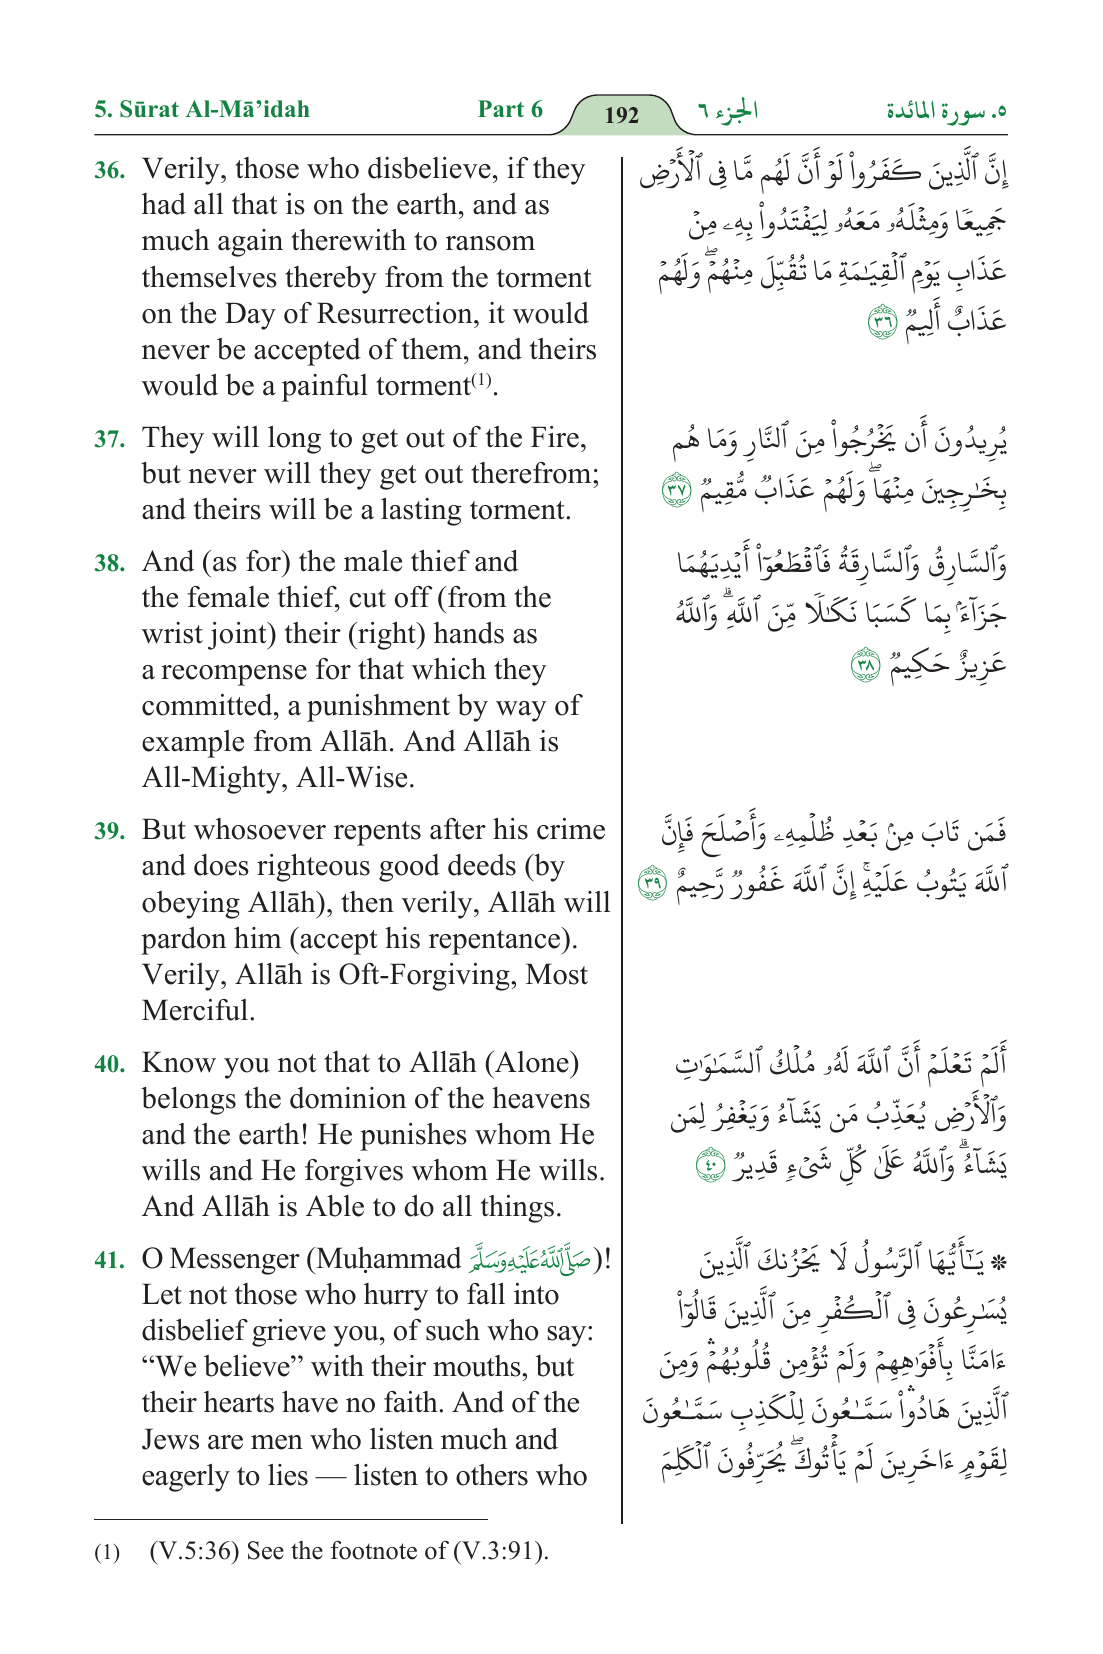 5. Sūrat Al-Mā’idah Part 6 192 الجزء ٦ ٥. سورة المائدة
36. Verily, those who disbelieve, if they
had all that is on the earth, and as
much again therewith to ransom
themselves thereby from the torment
on the Day of Resurrection, it would
never be accepted of them, and theirs
would be a painful torment(1).
37. They will long to get out of the Fire,
but never will they get out therefrom;
and theirs will be a lasting torment.
38. And (as for) the male thief and
the female thief, cut off (from the
wrist joint) their (right) hands as
a recompense for that which they
committed, a punishment by way of
example from Allāh. And Allāh is
All-Mighty, All-Wise.
39. But whosoever repents after his crime
and does righteous good deeds (by
obeying Allāh), then verily, Allāh will
pardon him (accept his repentance).
Verily, Allāh is Oft-Forgiving, Most
Merciful.
40. Know you not that to Allāh (Alone)
belongs the dominion of the heavens
and the earth! He punishes whom He
wills and He forgives whom He wills.
And Allāh is Able to do all things.
41. O Messenger (Muḥammad صَلَّى اللَّهُ عَلَيْهِ وَسَلَّمَ)!
Let not those who hurry to fall into
disbelief grieve you, of such who say:
“We believe” with their mouths, but
their hearts have no faith. And of the
Jews are men who listen much and
eagerly to lies — listen to others who
إِنَّ ٱلَّذِينَ كَفَرُوا۟ لَوْ أَنَّ لَهُم مَّا فِى ٱلْأَرْضِ
جَمِيعًا وَمِثْلَهُۥ مَعَهُۥ لِيَفْتَدُوا۟ بِهِۦ مِنْ
عَذَابِ يَوْمِ ٱلْقِيَـٰمَةِ مَا تُقُبِّلَ مِنْهُمْ ۖ وَلَهُمْ
عَذَابٌ أَلِيمٌ ٣٦
يُرِيدُونَ أَن يَخْرُجُوا۟ مِنَ ٱلنَّارِ وَمَا هُم
بِخَـٰرِجِينَ مِنْهَا ۖ وَلَهُمْ عَذَابٌ مُّقِيمٌ ٣٧
وَٱلسَّارِقُ وَٱلسَّارِقَةُ فَٱقْطَعُوٓا۟ أَيْدِيَهُمَا
جَزَآءًۢ بِمَا كَسَبَا نَكَـٰلًا مِّنَ ٱللَّهِ ۗ وَٱللَّهُ
عَزِيزٌ حَكِيمٌ ٣٨
فَمَن تَابَ مِنۢ بَعْدِ ظُلْمِهِۦ وَأَصْلَحَ فَإِنَّ
ٱللَّهَ يَتُوبُ عَلَيْهِ ۚ إِنَّ ٱللَّهَ غَفُورٌ رَّحِيمٌ ٣٩
أَلَمْ تَعْلَمْ أَنَّ ٱللَّهَ لَهُۥ مُلْكُ ٱلسَّمَـٰوَٰتِ
وَٱلْأَرْضِ يُعَذِّبُ مَن يَشَآءُ وَيَغْفِرُ لِمَن
يَشَآءُ ۗ وَٱللَّهُ عَلَىٰ كُلِّ شَىْءٍ قَدِيرٌ ٤٠
❊ يَـٰٓأَيُّهَا ٱلرَّسُولُ لَا يَحْزُنكَ ٱلَّذِينَ
يُسَـٰرِعُونَ فِى ٱلْكُفْرِ مِنَ ٱلَّذِينَ قَالُوٓا۟
ءَامَنَّا بِأَفْوَٰهِهِمْ وَلَمْ تُؤْمِن قُلُوبُهُمْ ۛ وَمِنَ
ٱلَّذِينَ هَادُوا۟ ۛ سَمَّـٰعُونَ لِلْكَذِبِ سَمَّـٰعُونَ
لِقَوْمٍ ءَاخَرِينَ لَمْ يَأْتُوكَ ۖ يُحَرِّفُونَ ٱلْكَلِمَ
(1) (V.5:36) See the footnote of (V.3:91).